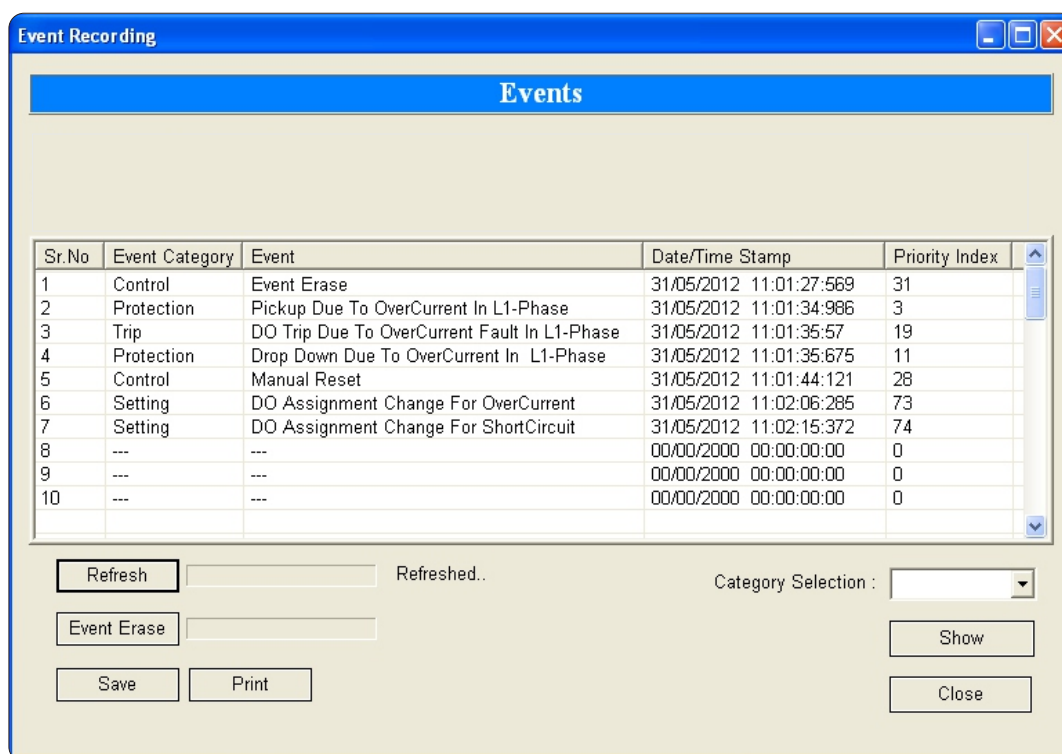 Event Recording
Events
Sr.No Event Category Event Date/Time Stamp Priority Index
1 Control Event Erase 31/05/2012 11:01:27:569 31
2 Protection Pickup Due To OverCurrent In L1-Phase 31/05/2012 11:01:34:986 3
3 Trip DO Trip Due To OverCurrent Fault In L1-Phase 31/05/2012 11:01:35:57 19
4 Protection Drop Down Due To OverCurrent In L1-Phase 31/05/2012 11:01:35:675 11
5 Control Manual Reset 31/05/2012 11:01:44:121 28
6 Setting DO Assignment Change For OverCurrent 31/05/2012 11:02:06:285 73
7 Setting DO Assignment Change For ShortCircuit 31/05/2012 11:02:15:372 74
8 --- --- 00/00/2000 00:00:00:00 0
9 --- --- 00/00/2000 00:00:00:00 0
10 --- --- 00/00/2000 00:00:00:00 0
Refresh Refreshed.. Category Selection :
Event Erase Show
Save Print Close